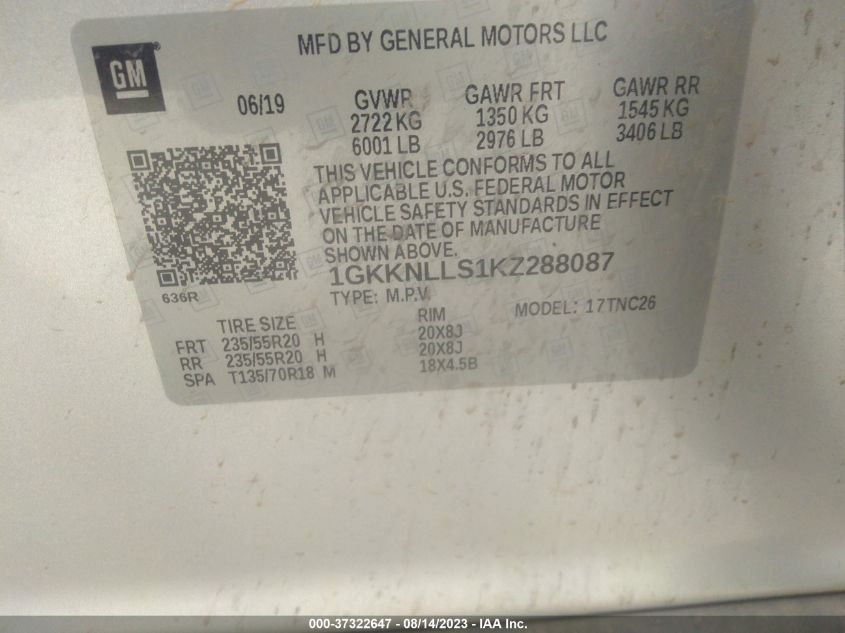 GM
MFD BY GENERAL MOTORS LLC
06/19
GVWR
2722 KG
6001 LB
GAWR FRT
1350 KG
2976 LB
GAWR RR
1545 KG
3406 LB
THIS VEHICLE CONFORMS TO ALL
APPLICABLE U.S. FEDERAL MOTOR
VEHICLE SAFETY STANDARDS IN EFFECT
ON THE DATE OF MANUFACTURE
SHOWN ABOVE.
1GKKNLLS1KZ288087
636R
TYPE: M.P.V.
MODEL: 17TNC26
TIRE SIZE RIM
FRT 235/55R20 H 20X8J
RR 235/55R20 H 20X8J
SPA T135/70R18 M 18X4.5B
000-37322647 - 08/14/2023 - IAA Inc.